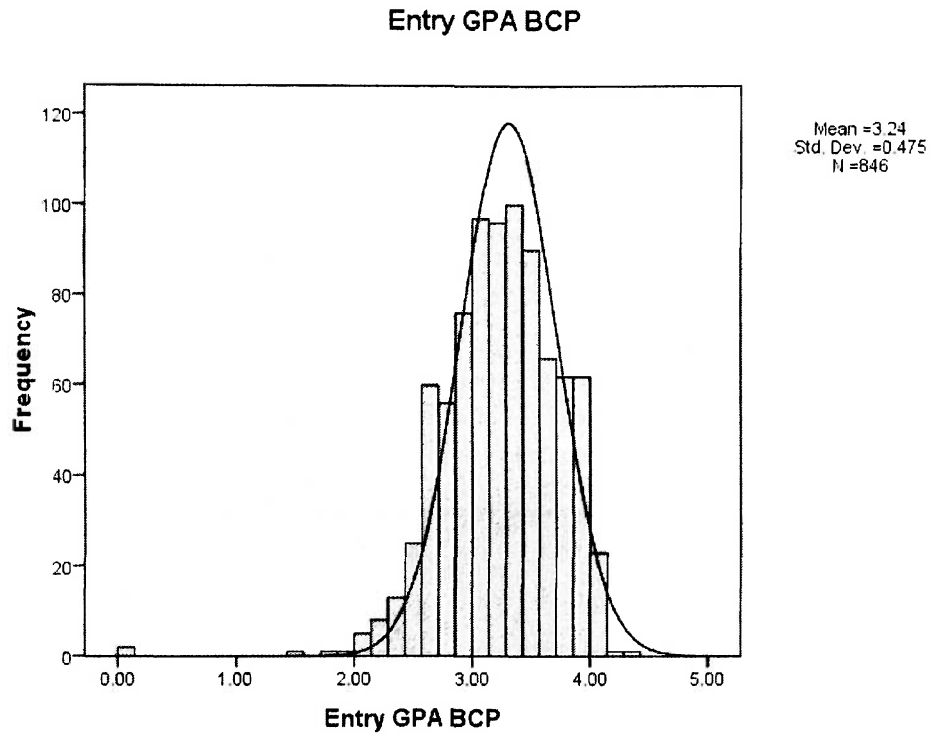 Entry GPA BCP
Mean =3.24
Std. Dev. =0.475
N =846
120
100
80
60
40
20
0
Frequency
0.00 1.00 2.00 3.00 4.00 5.00
Entry GPA BCP